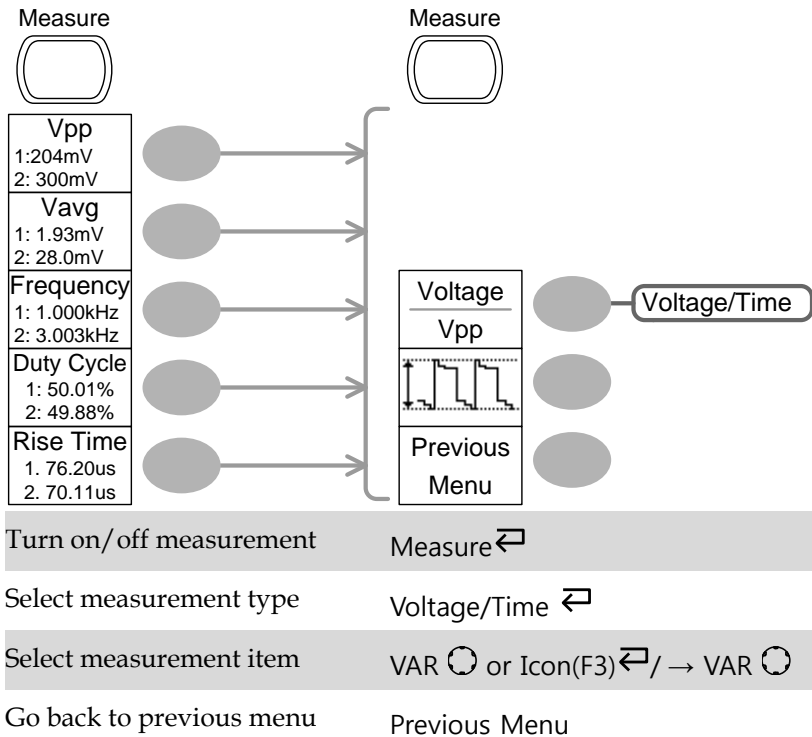 Measure
Measure
Vpp
1:204mV
2: 300mV
Vavg
1: 1.93mV
2: 28.0mV
Frequency
1: 1.000kHz
2: 3.003kHz
Duty Cycle
1: 50.01%
2: 49.88%
Rise Time
1. 76.20us
2. 70.11us
Voltage
Vpp
Voltage/Time
Previous
Menu
Turn on/off measurement Measure
Select measurement type Voltage/Time
Select measurement item VAR or Icon(F3) / → VAR
Go back to previous menu Previous Menu